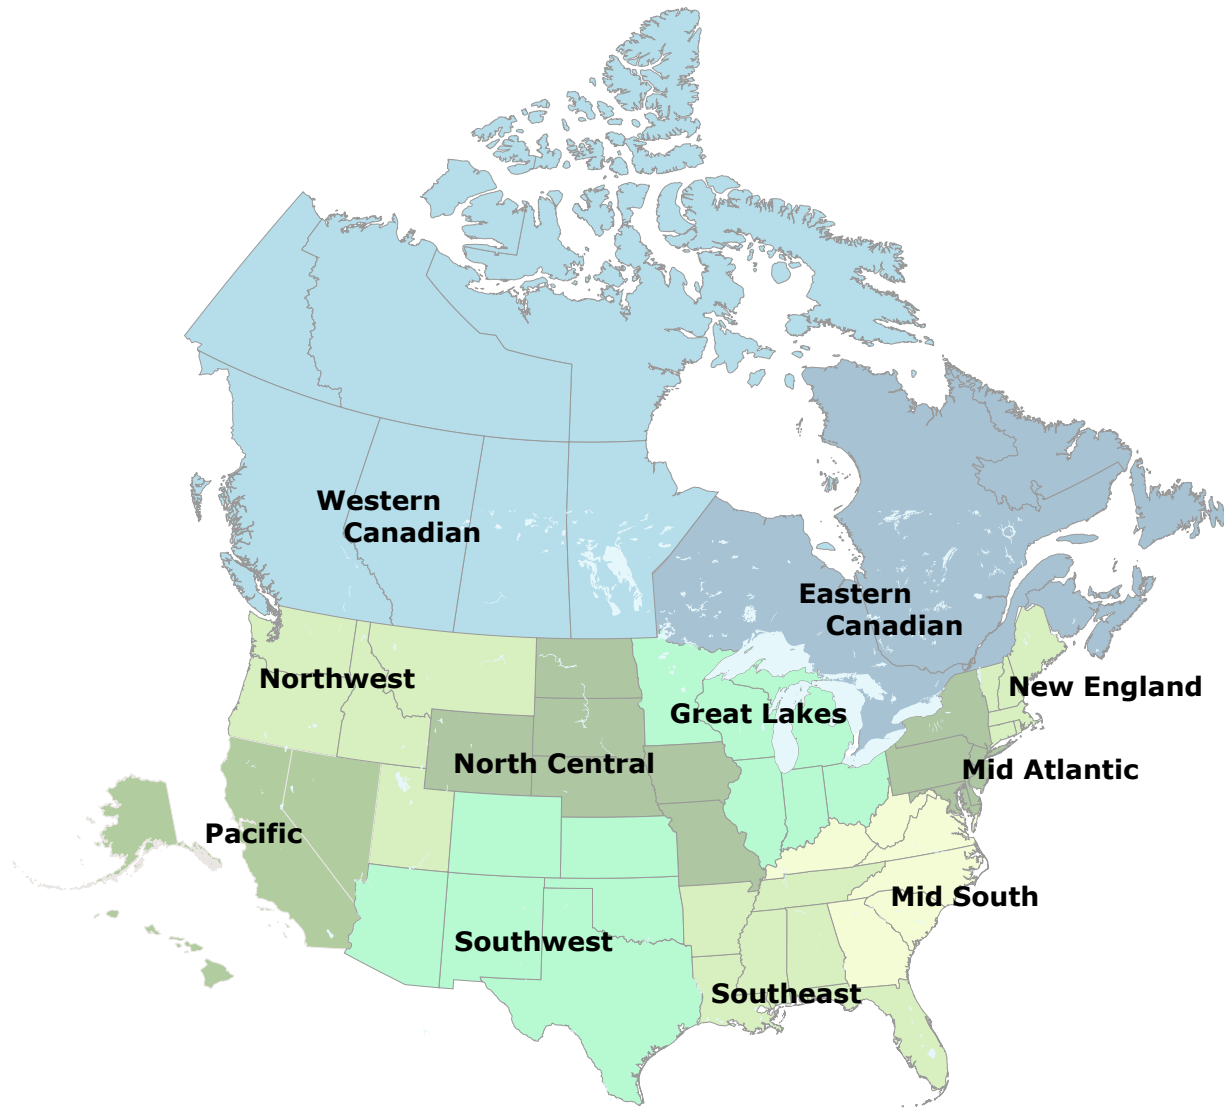 Western
Canadian
Eastern
Canadian
Northwest
New England
Great Lakes
North Central
Mid Atlantic
Pacific
Mid South
Southwest
Southeast